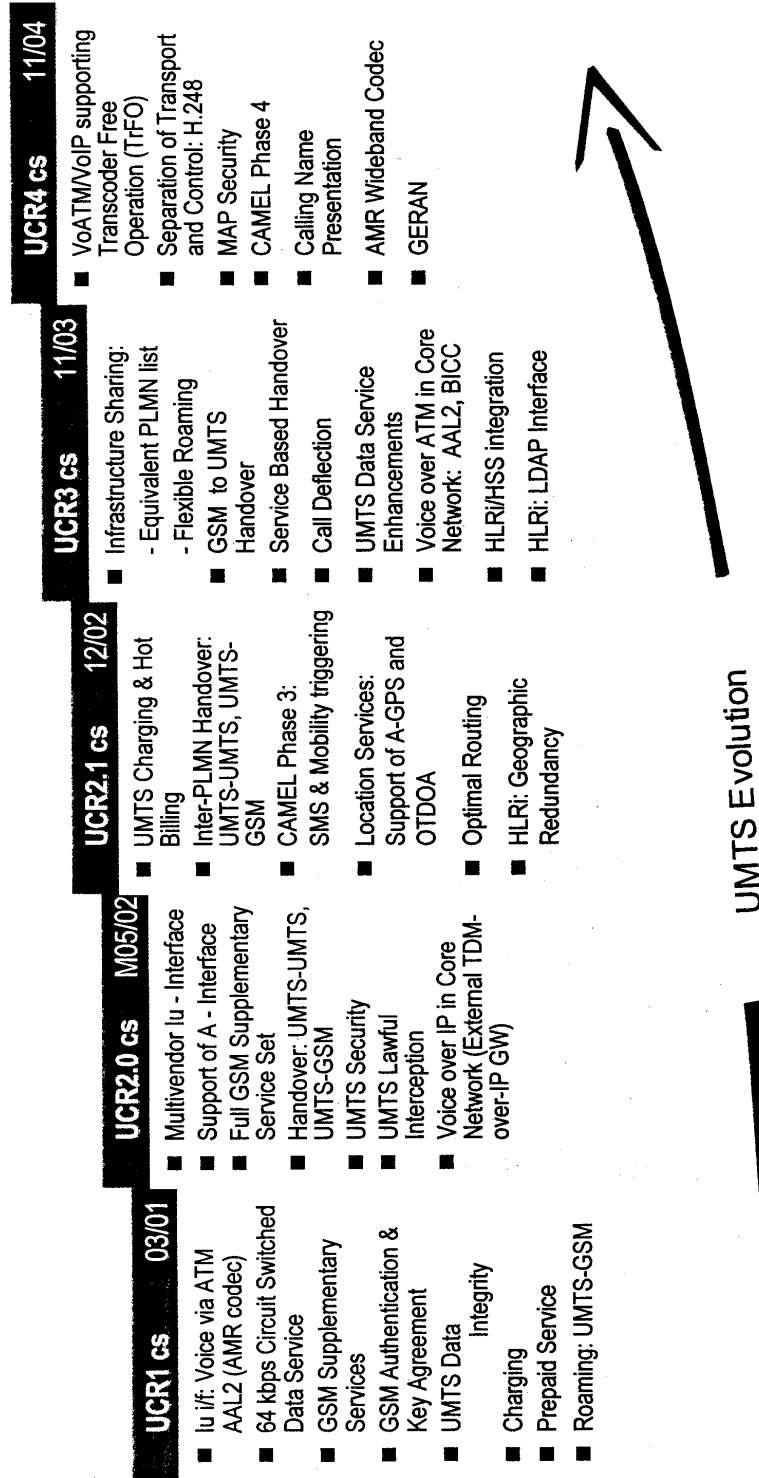 UCR1 cs 03/01
■ Iu i/f: Voice via ATM
AAL2 (AMR codec)
■ 64 kbps Circuit Switched
Data Service
■ GSM Supplementary
Services
■ GSM Authentication &
Key Agreement
■ UMTS Data
Integrity
■ Charging
■ Prepaid Service
■ Roaming: UMTS-GSM
UCR2.0 cs M05/02
■ Multivendor Iu - Interface
■ Support of A - Interface
■ Full GSM Supplementary
Service Set
■ Handover: UMTS-UMTS,
UMTS-GSM
■ UMTS Security
■ UMTS Lawful
Interception
■ Voice over IP in Core
Network (External TDM-
over-IP GW)
UCR2.1 cs 12/02
■ UMTS Charging & Hot
Billing
■ Inter-PLMN Handover:
UMTS-UMTS, UMTS-
GSM
■ CAMEL Phase 3:
SMS & Mobility triggering
■ Location Services:
Support of A-GPS and
OTDOA
■ Optimal Routing
■ HLRi: Geographic
Redundancy
UCR3 cs 11/03
■ Infrastructure Sharing:
- Equivalent PLMN list
- Flexible Roaming
■ GSM to UMTS
Handover
■ Service Based Handover
■ Call Deflection
■ UMTS Data Service
Enhancements
■ Voice over ATM in Core
Network: AAL2, BICC
■ HLRi/HSS integration
■ HLRi: LDAP Interface
UCR4 cs 11/04
■ VoATM/VoIP supporting
Transcoder Free
Operation (TrFO)
■ Separation of Transport
and Control: H.248
■ MAP Security
■ CAMEL Phase 4
■ Calling Name
Presentation
■ AMR Wideband Codec
■ GERAN
UMTS Evolution